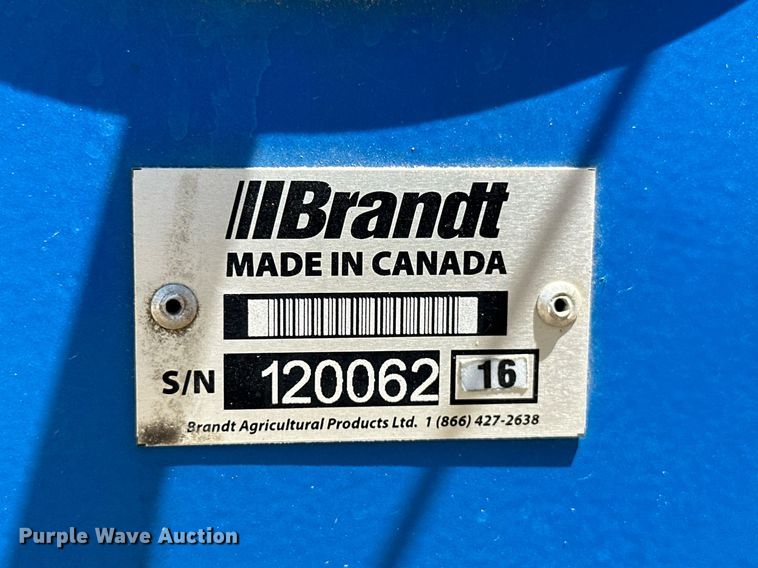 Brandt
MADE IN CANADA
S/N 120062 16
Brandt Agricultural Products Ltd. 1 (866) 427-2638
Purple Wave Auction